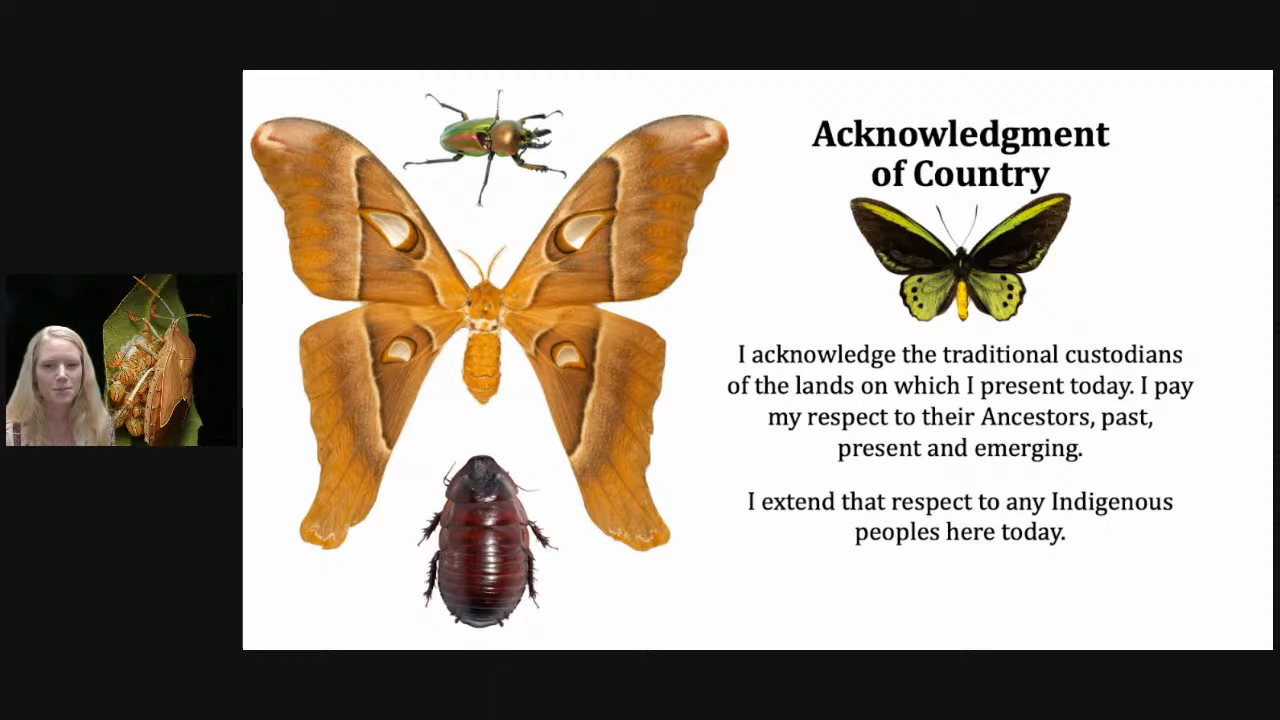 Acknowledgment
of Country
I acknowledge the traditional custodians
of the lands on which I present today. I pay
my respect to their Ancestors, past,
present and emerging.
I extend that respect to any Indigenous
peoples here today.